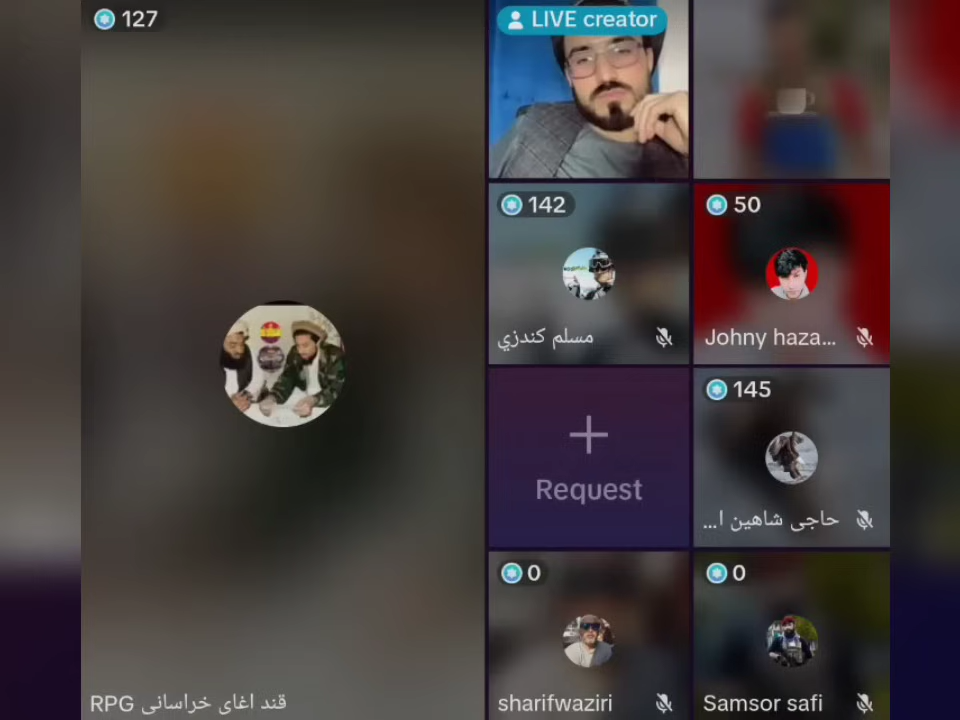 127
LIVE creator
142
50
مسلم کندزي
Johny haza...
145
Request
حاجی شاهین ا...
0
0
RPG قند اغای خراسانی
sharifwaziri
Samsor safi